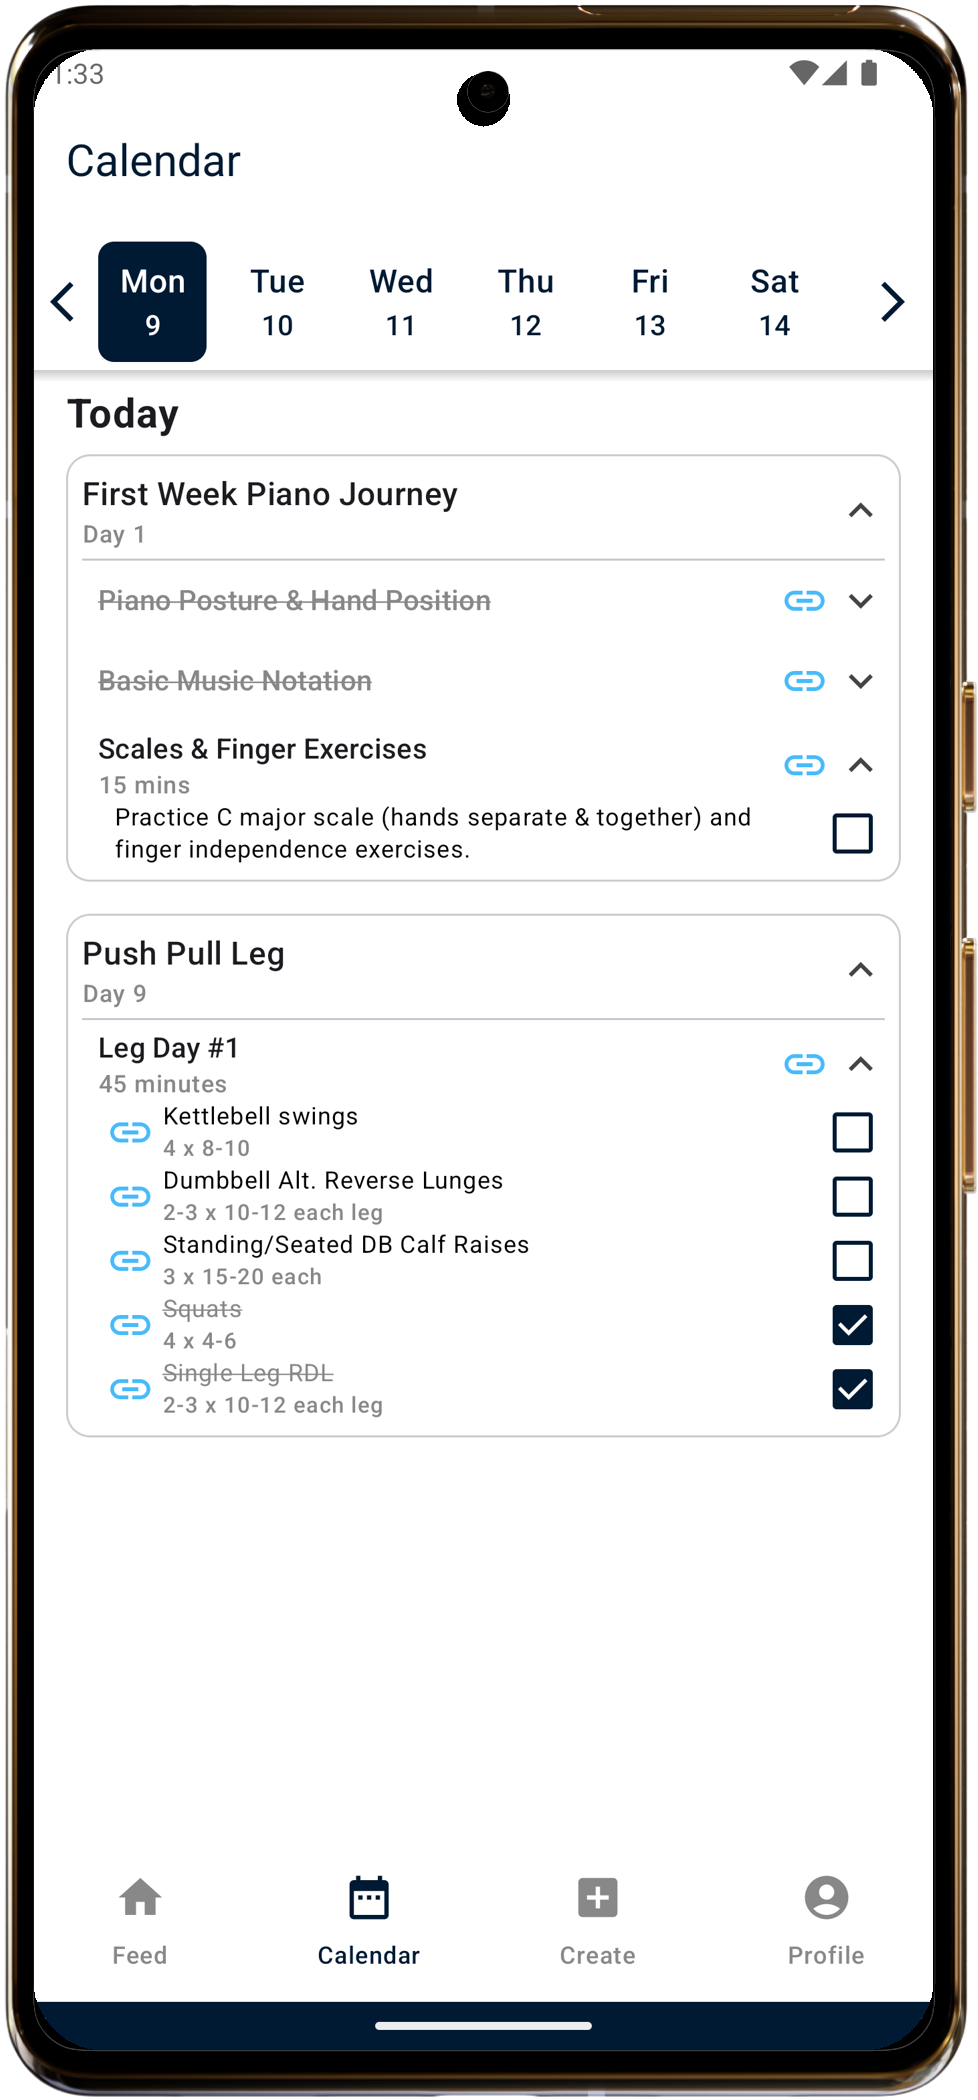 1:33
Calendar
Mon Tue Wed Thu Fri Sat
9 10 11 12 13 14
Today
First Week Piano Journey
Day 1
Piano Posture & Hand Position
Basic Music Notation
Scales & Finger Exercises
15 mins
Practice C major scale (hands separate & together) and
finger independence exercises.
Push Pull Leg
Day 9
Leg Day #1
45 minutes
Kettlebell swings
4 x 8-10
Dumbbell Alt. Reverse Lunges
2-3 x 10-12 each leg
Standing/Seated DB Calf Raises
3 x 15-20 each
Squats
4 x 4-6
Single Leg RDL
2-3 x 10-12 each leg
Feed Calendar Create Profile